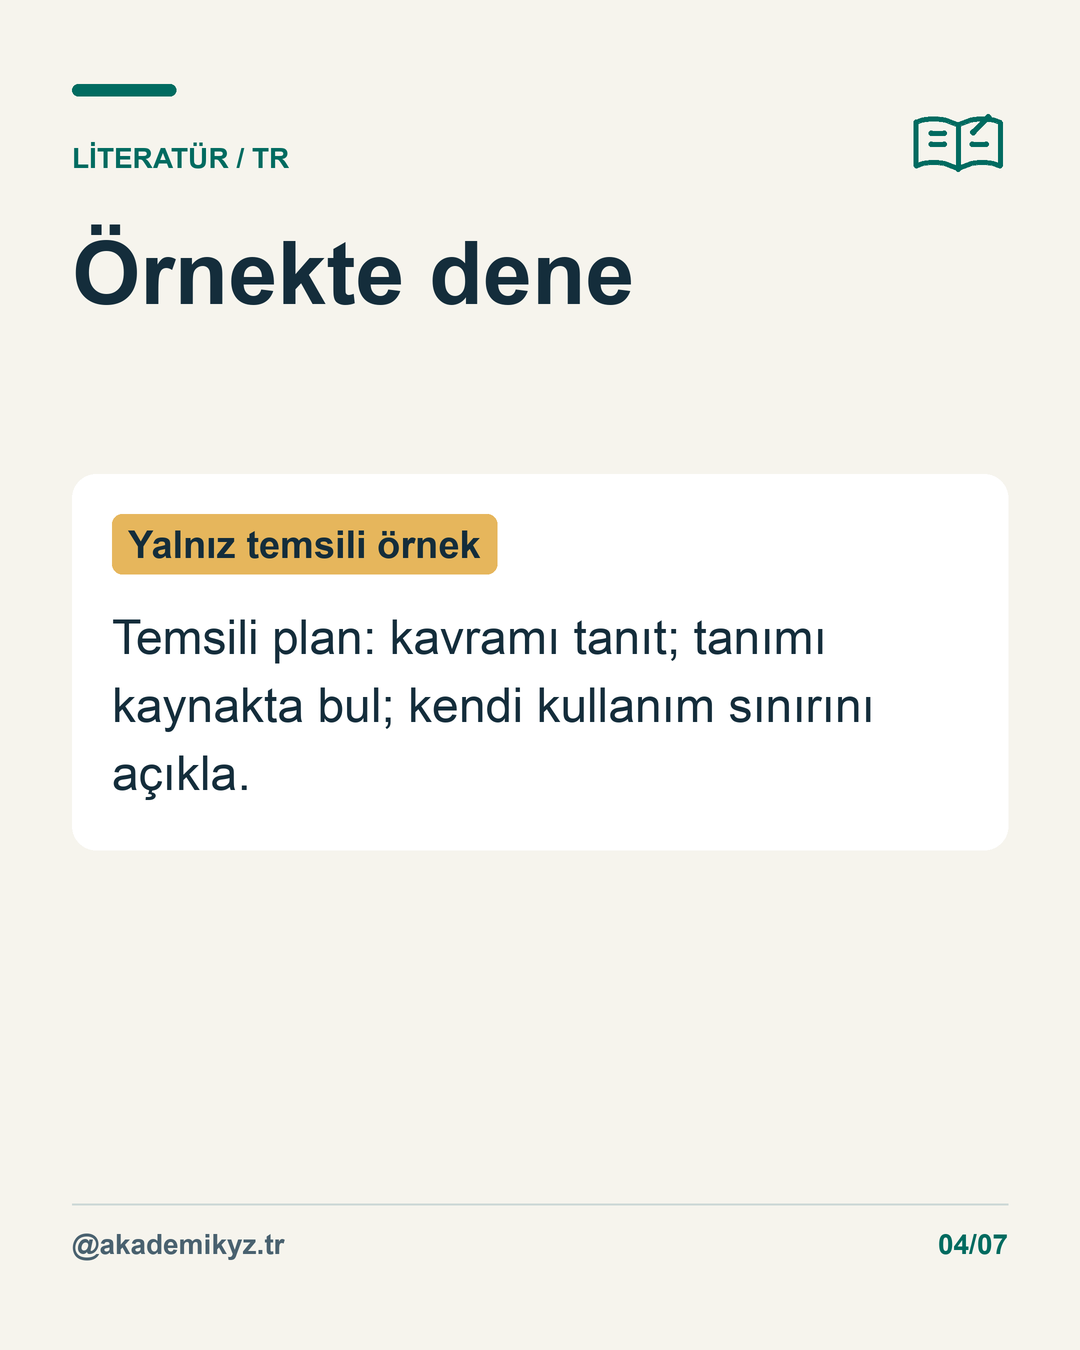 LİTERATÜR / TR
Örnekte dene
Yalnız temsili örnek
Temsili plan: kavramı tanıt; tanımı
kaynakta bul; kendi kullanım sınırını
açıkla.
@akademikyz.tr
04/07